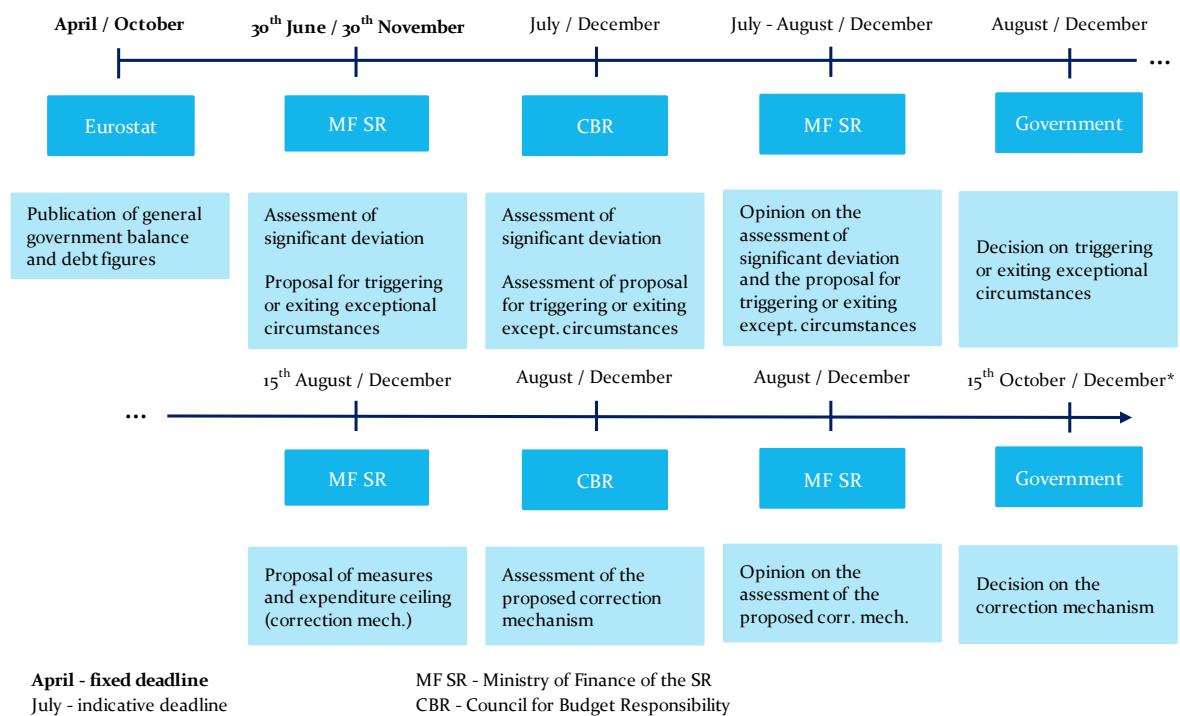 April / October
30th June / 30th November
July / December
July - August / December
August / December
...
Eurostat
MF SR
CBR
MF SR
Government
Publication of general
government balance
and debt figures
Assessment of
significant deviation
Proposal for triggering
or exiting exceptional
circumstances
Assessment of
significant deviation
Assessment of proposal
for triggering or exiting
except. circumstances
Opinion on the
assessment of
significant deviation
and the proposal for
triggering or exiting
except. circumstances
Decision on triggering
or exiting exceptional
circumstances
15th August / December
August / December
August / December
15th October / December*
...
MF SR
CBR
MF SR
Government
Proposal of measures
and expenditure ceiling
(correction mech.)
Assessment of the
proposed correction
mechanism
Opinion on the
assessment of the
proposed corr. mech.
Decision on the
correction mechanism
April - fixed deadline
July - indicative deadline
MF SR - Ministry of Finance of the SR
CBR - Council for Budget Responsibility